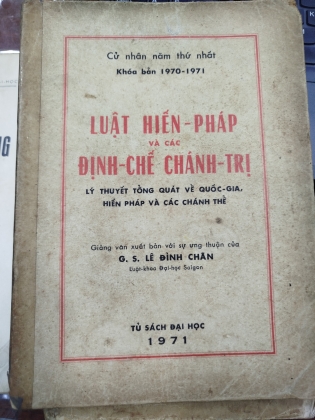 Cử nhân năm thứ nhất
Khóa bản 1970-1971
LUẬT HIẾN-PHÁP
VÀ CÁC
ĐỊNH-CHẾ CHÁNH-TRỊ
LÝ THUYẾT TỔNG QUÁT VỀ QUỐC-GIA,
HIẾN PHÁP VÀ CÁC CHÁNH THỂ
Giảng văn xuất bản với sự ưng thuận của
G. S. LÊ ĐÌNH CHÂN
Luật-khoa Đại-học Saigon
TỦ SÁCH ĐẠI HỌC
1971